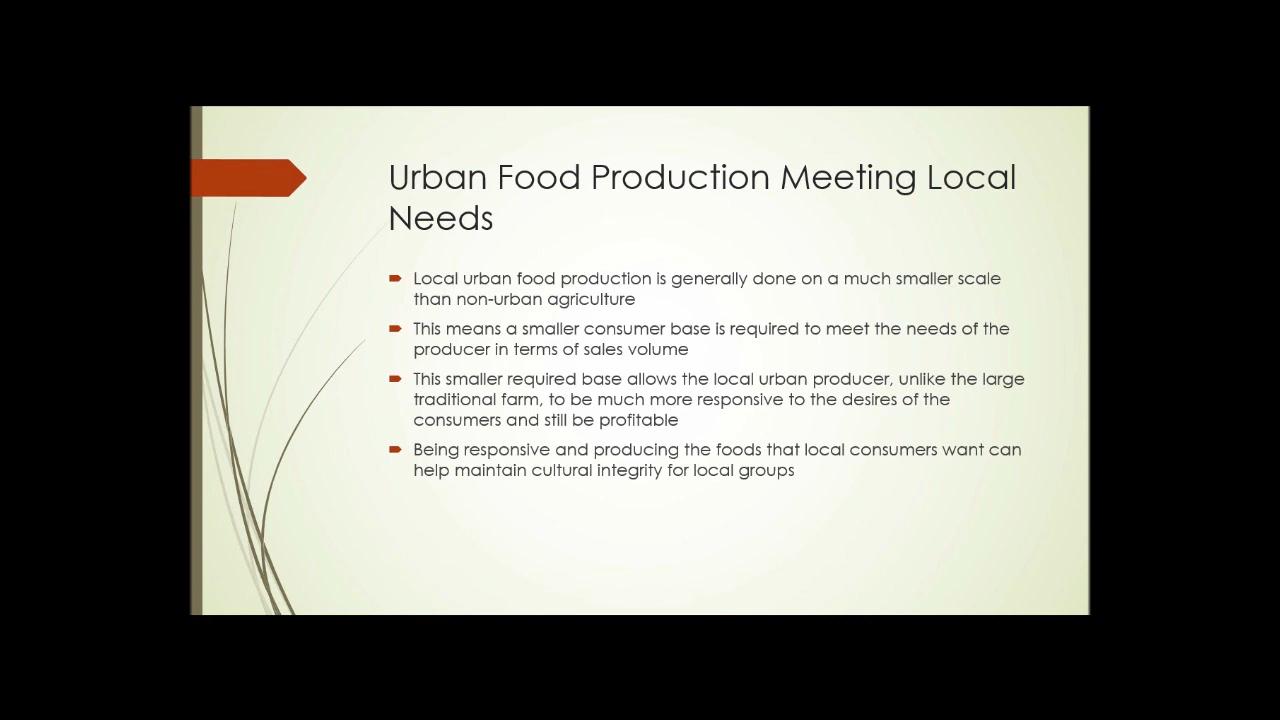 Urban Food Production Meeting Local
Needs
Local urban food production is generally done on a much smaller scale
than non-urban agriculture
This means a smaller consumer base is required to meet the needs of the
producer in terms of sales volume
This smaller required base allows the local urban producer, unlike the large
traditional farm, to be much more responsive to the desires of the
consumers and still be profitable
Being responsive and producing the foods that local consumers want can
help maintain cultural integrity for local groups